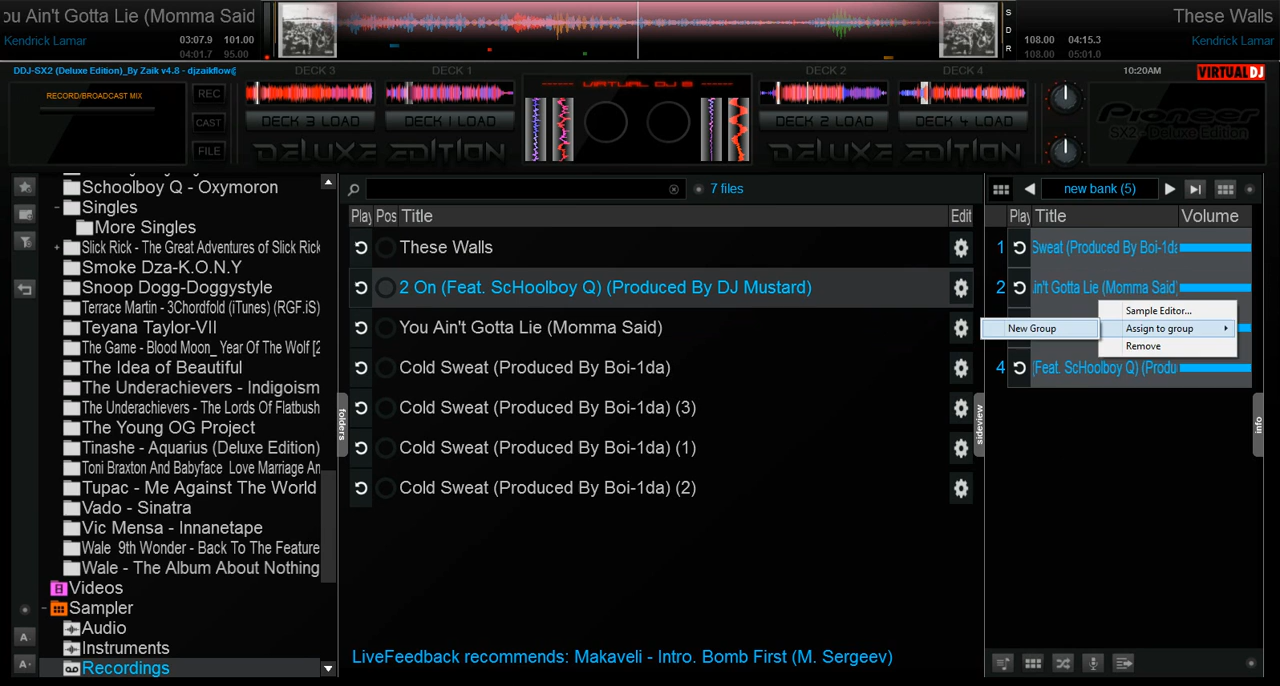 ou Ain't Gotta Lie (Momma Said
Kendrick Lamar
03:07.9 101.00
04:01.7 95.00
S
D
R
These Walls
108.00 04:15.3
Kendrick Lamar
108.00 05:01.0
DDJ-SX2 (Deluxe Edition)_By Zaik v4.8 - djzaikflow@
RECORD/BROADCAST MIX
REC
CAST
FILE
DECK 3
DECK 1
VIRTUAL DJ 8
DECK 2
DECK 4
10:20AM
VIRTUALDJ
DECK 3 LOAD
DECK 1 LOAD
DECK 2 LOAD
DECK 4 LOAD
DELUXE EDITION
DELUXE EDITION
Pioneer
SX2 - Deluxe Edition
Schoolboy Q - Oxymoron
Singles
More Singles
Slick Rick - The Great Adventures of Slick Rick
Smoke Dza-K.O.N.Y
Snoop Dogg-Doggystyle
Terrace Martin - 3Chordfold (iTunes) (RGF.iS)
Teyana Taylor-VII
The Game - Blood Moon_ Year Of The Wolf [2
The Idea of Beautiful
The Underachievers - Indigoism
The Underachievers - The Lords Of Flatbush
The Young OG Project
Tinashe - Aquarius (Deluxe Edition)
Toni Braxton And Babyface Love Marriage An
Tupac - Me Against The World
Vado - Sinatra
Vic Mensa - Innanetape
Wale 9th Wonder - Back To The Feature
Wale - The Album About Nothing
Videos
Sampler
Audio
Instruments
Recordings
A
A
folders
7 files
Play Pos Title Edit
These Walls
2 On (Feat. ScHoolboy Q) (Produced By DJ Mustard)
You Ain't Gotta Lie (Momma Said)
Cold Sweat (Produced By Boi-1da)
Cold Sweat (Produced By Boi-1da) (3)
Cold Sweat (Produced By Boi-1da) (1)
Cold Sweat (Produced By Boi-1da) (2)
LiveFeedback recommends: Makaveli - Intro. Bomb First (M. Sergeev)
sideview
new bank (5)
Play Title Volume
1 Sweat (Produced By Boi-1da
2 Ain't Gotta Lie (Momma Said)
Sample Editor...
New Group
Assign to group
Remove
4 (Feat. ScHoolboy Q) (Produ
info